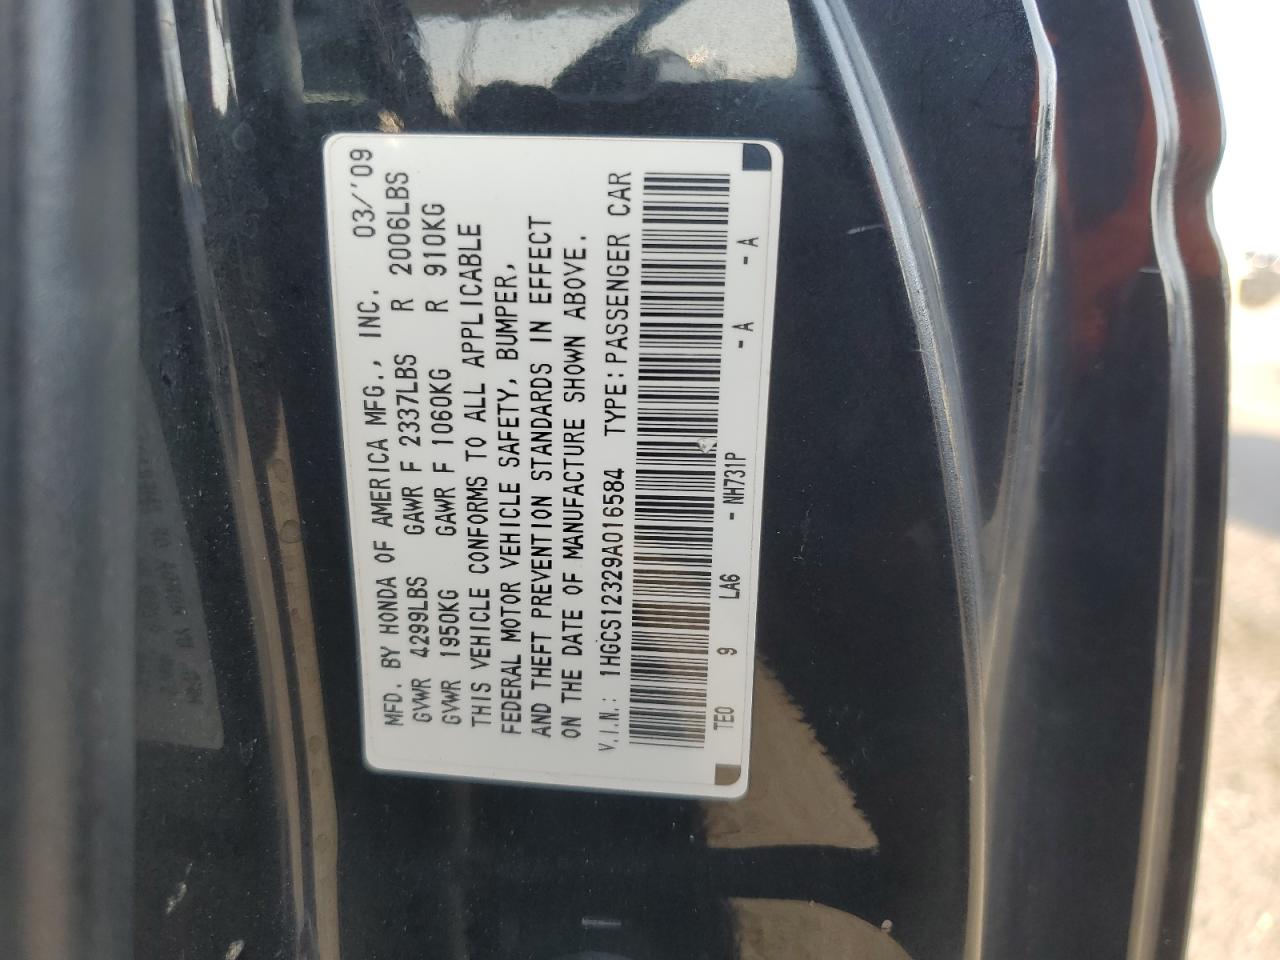 MFD. BY HONDA OF AMERICA MFG., INC. 03/'09
GVWR 4299LBS GAWR F 2337LBS R 2006LBS
GVWR 1950KG GAWR F 1060KG R 910KG
THIS VEHICLE CONFORMS TO ALL APPLICABLE
FEDERAL MOTOR VEHICLE SAFETY, BUMPER,
AND THEFT PREVENTION STANDARDS IN EFFECT
ON THE DATE OF MANUFACTURE SHOWN ABOVE.
V.I.N.: 1HGCS12329A016584 TYPE: PASSENGER CAR
TE0 9 LA6 - NH731P - A - A